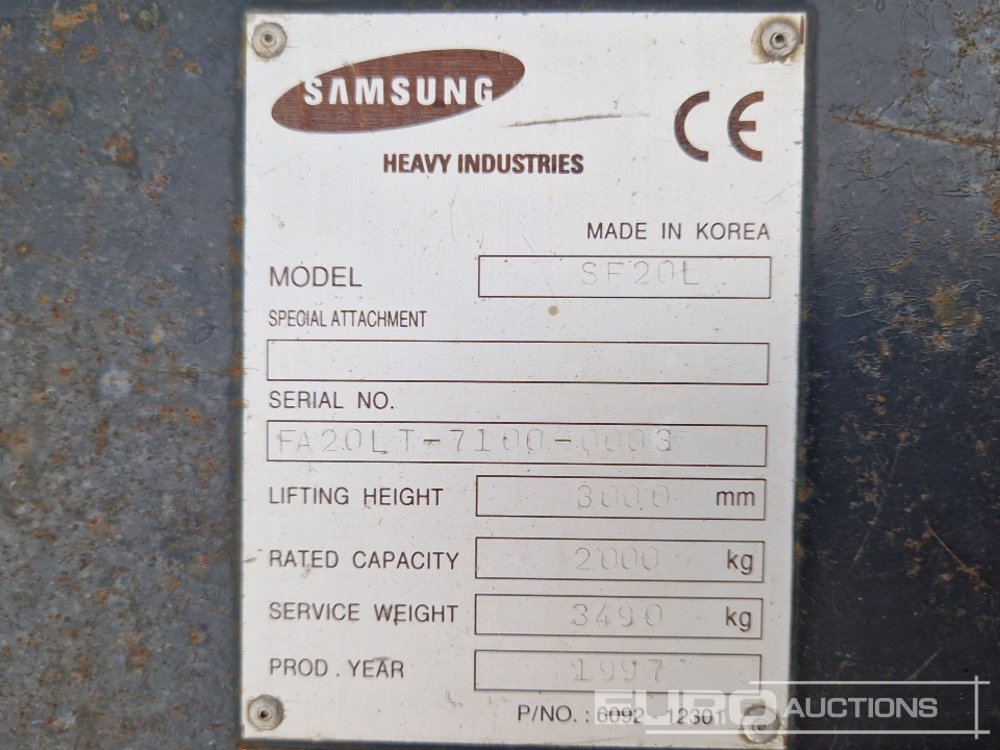 SAMSUNG
CE
HEAVY INDUSTRIES
MADE IN KOREA
MODEL SF20L
SPECIAL ATTACHMENT
SERIAL NO.
FA20LT-7100-0003
LIFTING HEIGHT 3000 mm
RATED CAPACITY 2000 kg
SERVICE WEIGHT 3490 kg
PROD. YEAR 1997
P/NO. : 6092 - 12301
EURO AUCTIONS